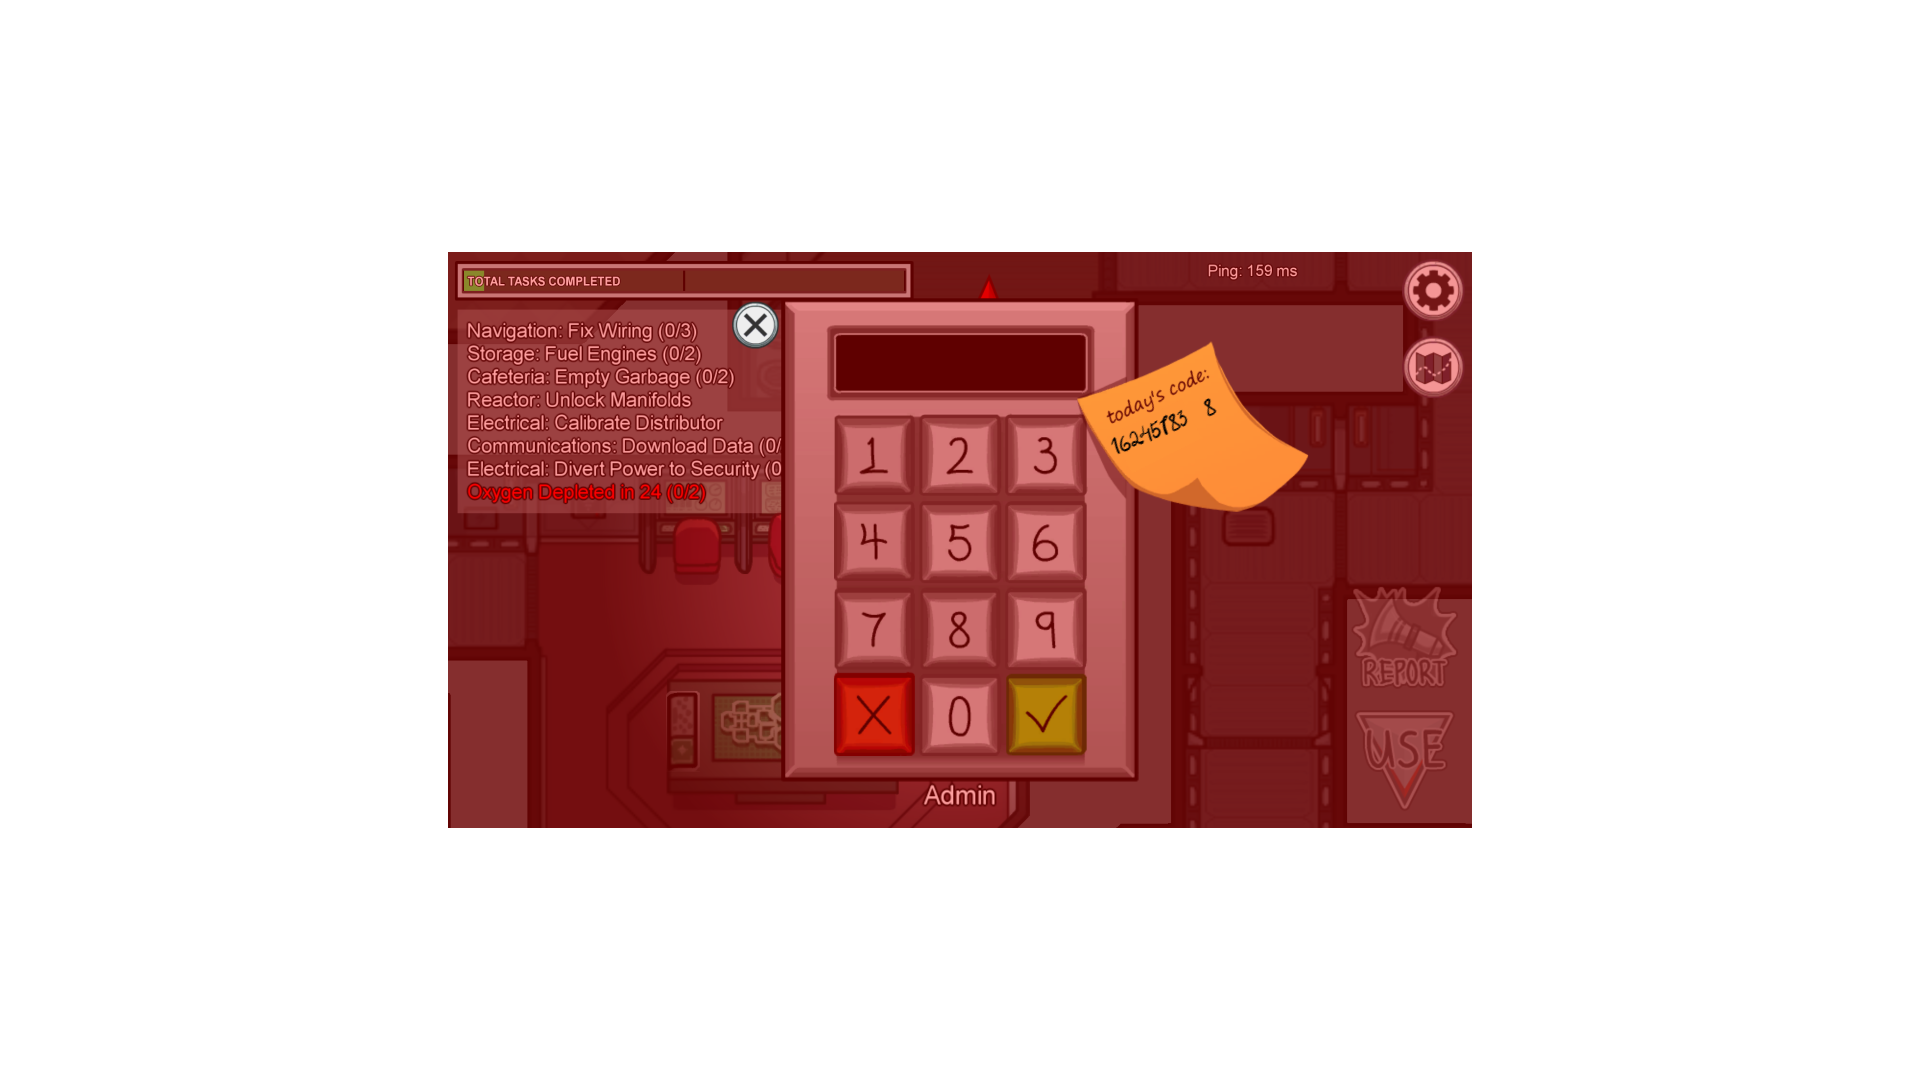 TOTAL TASKS COMPLETED
Ping: 159 ms
Navigation: Fix Wiring (0/3)
Storage: Fuel Engines (0/2)
Cafeteria: Empty Garbage (0/2)
Reactor: Unlock Manifolds
Electrical: Calibrate Distributor
Communications: Download Data (0/
Electrical: Divert Power to Security (0
Oxygen Depleted in 24 (0/2)
today's code:
8
1 2 3
4 5 6
7 8 9
0
REPORT
USE
Admin